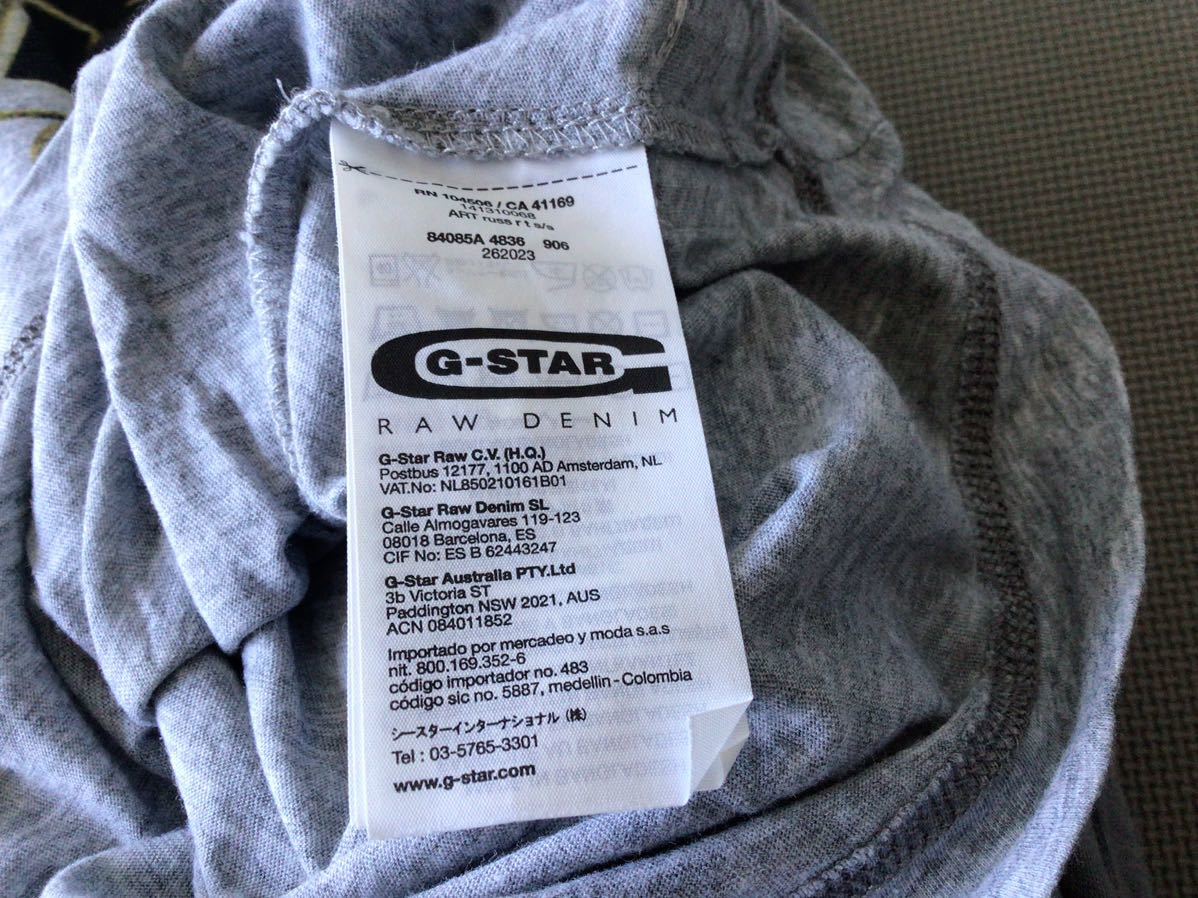 RN 104506 / CA 41169
141310068
ART russ r t s/s
84085A 4836 906
262023
G-STAR
RAW DENIM
G-Star Raw C.V. (H.Q.)
Postbus 12177, 1100 AD Amsterdam, NL
VAT.No: NL850210161B01
G-Star Raw Denim SL
Calle Almogavares 119-123
08018 Barcelona, ES
CIF No: ES B 62443247
G-Star Australia PTY.Ltd
3b Victoria ST
Paddington NSW 2021, AUS
ACN 084011852
Importado por mercadeo y moda s.a.s
nit. 800.169.352-6
código importador no. 483
código sic no. 5887, medellin - Colombia
ジースターインターナショナル (株)
Tel : 03-5765-3301
www.g-star.com